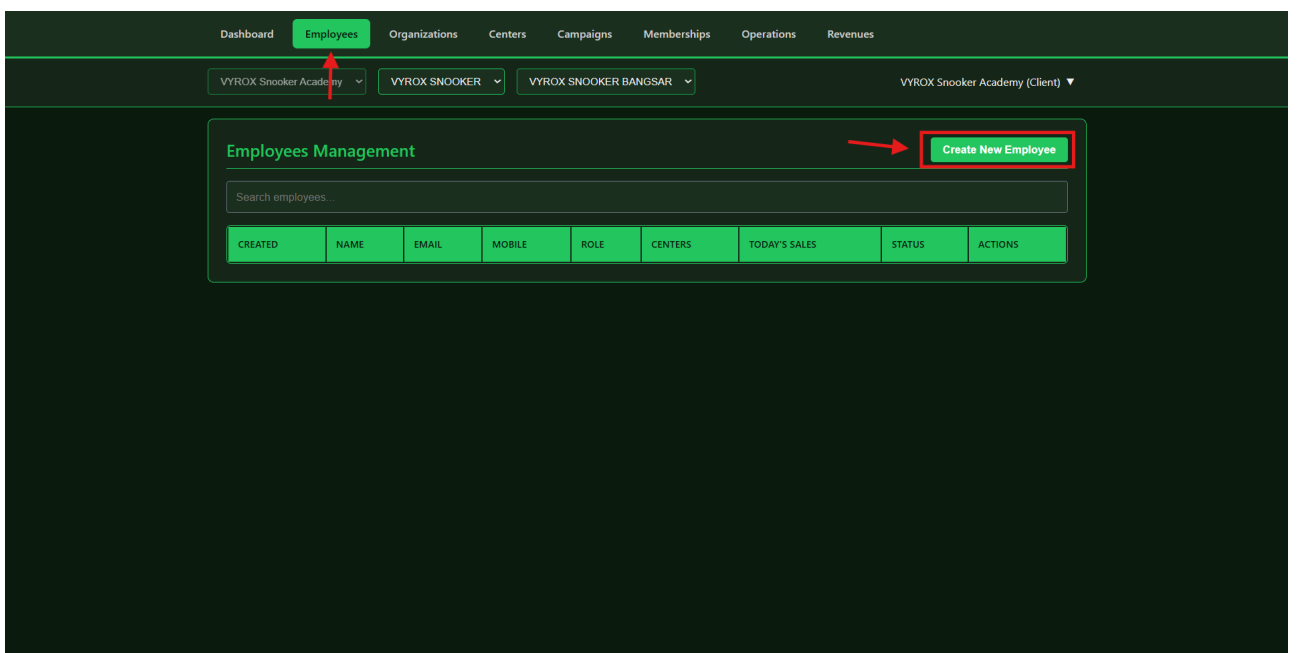 Dashboard Employees Organizations Centers Campaigns Memberships Operations Revenues
VYROX Snooker Academy VYROX SNOOKER VYROX SNOOKER BANGSAR VYROX Snooker Academy (Client) ▼
Employees Management Create New Employee
Search employees...
CREATED NAME EMAIL MOBILE ROLE CENTERS TODAY'S SALES STATUS ACTIONS